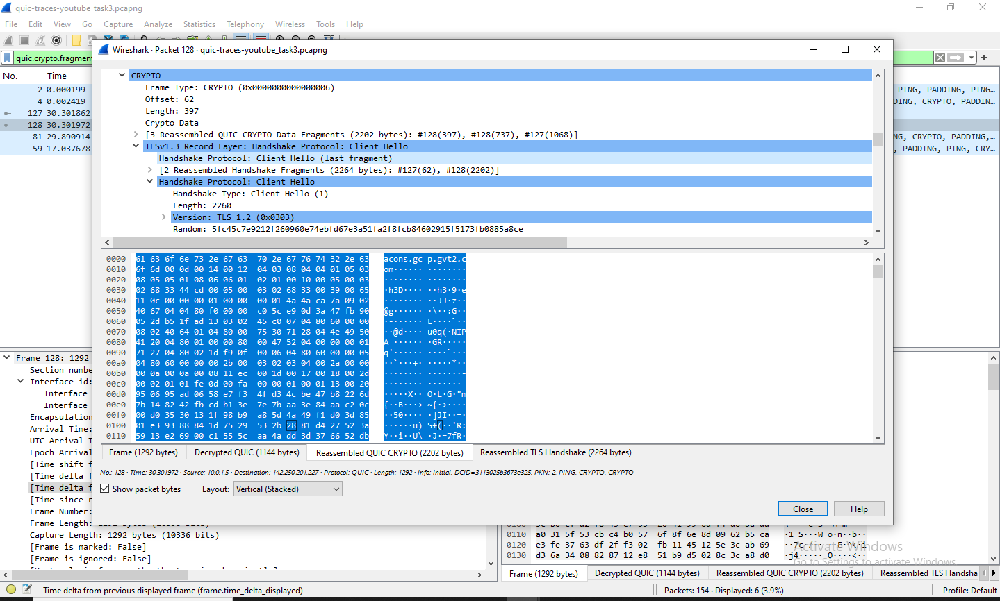 quic-traces-youtube_task3.pcapng
File Edit View Go Capture Analyze Statistics Telephony Wireless Tools Help
quic.crypto.fragment
No. Time
2 0.000199
4 0.002419
127 30.301862
128 30.301972
81 29.890914
59 17.037678
PING, PADDING, PING…
DING, CRYPTO, PADDIN…
NG, CRYPTO, PADDING,…
, PADDING, PING, CRY…
Wireshark · Packet 128 · quic-traces-youtube_task3.pcapng
CRYPTO
Frame Type: CRYPTO (0x0000000000000006)
Offset: 62
Length: 397
Crypto Data
[3 Reassembled QUIC CRYPTO Data Fragments (2202 bytes): #128(397), #128(737), #127(1068)]
TLSv1.3 Record Layer: Handshake Protocol: Client Hello
Handshake Protocol: Client Hello (last fragment)
[2 Reassembled Handshake Fragments (2264 bytes): #127(62), #128(2202)]
Handshake Protocol: Client Hello
Handshake Type: Client Hello (1)
Length: 2260
Version: TLS 1.2 (0x0303)
Random: 5fc45c7e9212f260960e74ebfd67e3a51fa2f8fcb84602915f5173fb0885a8ce
0000 61 63 6f 6e 73 2e 67 63 70 2e 67 76 74 32 2e 63 acons.gc p.gvt2.c
0010 6f 6d 00 0d 00 14 00 12 04 03 08 04 04 01 05 03 om······ ········
0020 08 05 05 01 08 06 06 01 02 01 00 10 00 05 00 03 ········ ········
0030 02 68 33 44 cd 00 05 00 03 02 68 33 00 39 00 65 ·h3D···· ··h3·9·e
0040 11 0c 00 00 00 01 00 00 00 01 4a 4a ca 7a 09 02 ········ ··JJ·z··
0050 40 67 04 04 80 f0 00 00 c0 5c e9 0d 3a 47 fb 90 @g······ ·\··:G··
0060 05 2d b5 1f ad 13 03 02 45 c0 07 04 80 60 00 00 ·-······ E····`··
0070 08 02 40 64 01 04 80 00 75 30 71 28 04 4e 49 50 ··@d···· u0q(·NIP
0080 41 20 04 80 01 00 00 80 00 47 52 04 00 00 00 01 A ······ ·GR·····
0090 71 27 04 80 02 1d f9 0f 00 06 04 80 60 00 00 05 q'······ ····`···
00a0 04 80 60 00 00 00 2b 00 03 02 03 04 00 2a 00 00 ··`···+· ·····*··
00b0 00 0a 00 0a 00 08 11 ec 00 1d 00 17 00 18 00 2d ········ ·······-
00c0 00 02 01 01 fe 0d 00 fa 00 00 01 00 01 13 00 20 ········ ·······
00d0 95 06 95 ad 06 58 e7 f3 4f d3 4c be 47 b8 22 6d ·····X·· O·L·G·"m
00e0 7b 14 82 42 fb cd b1 3e 7e 7b aa 3e 84 aa c2 0c {··B···> ~{·>····
00f0 00 d0 35 30 13 1f 98 b9 a8 5d 4a 49 f1 d0 3d 85 ··50···· ·]JI··=·
0100 01 e3 93 88 84 1d 75 29 53 2b 28 81 d4 27 52 3a ······u) S+(··'R:
0110 59 13 e2 69 00 c1 55 5c aa 4a dd 3d 37 66 52 db Y··i··U\ ·J·=7fR·
Frame (1292 bytes) Decrypted QUIC (1144 bytes) Reassembled QUIC CRYPTO (2202 bytes) Reassembled TLS Handshake (2264 bytes)
No.: 128 · Time: 30.301972 · Source: 10.0.1.5 · Destination: 142.250.201.227 · Protocol: QUIC · Length: 1292 · Info: Initial, DCID=3113025b3673e325, PKN: 2, PING, CRYPTO, CRYPTO
Show packet bytes Layout: Vertical (Stacked)
Close Help
Frame 128: 1292
Section numbe
Interface id:
Interface
Interface
Encapsulation
Arrival Time:
UTC Arrival T
Epoch Arrival
[Time shift f
[Time delta f
[Time delta f
[Time since r
Frame Number:
Frame Length: 1292 bytes (10336 bits)
Capture Length: 1292 bytes (10336 bits)
[Frame is marked: False]
[Frame is ignored: False]
0110 a0 31 5f 53 cb c4 b0 57 6f 8f 6e 8d 09 62 b5 ca ·1_S···W o·n··b··
0120 e3 fe 37 63 df 2f f3 02 fb 11 45 12 5e 3c ab 69 ··7c·/·· ··E·^<·i
0130 d3 6a 34 08 82 87 12 e8 51 b9 d5 02 8c 3c a8 d0 ·j4····· Q····<··
Activate Windows
Go to Settings to activate Windows.
Frame (1292 bytes) Decrypted QUIC (1144 bytes) Reassembled QUIC CRYPTO (2202 bytes) Reassembled TLS Handsha
Time delta from previous displayed frame (frame.time_delta_displayed) Packets: 154 · Displayed: 6 (3.9%) Profile: Default